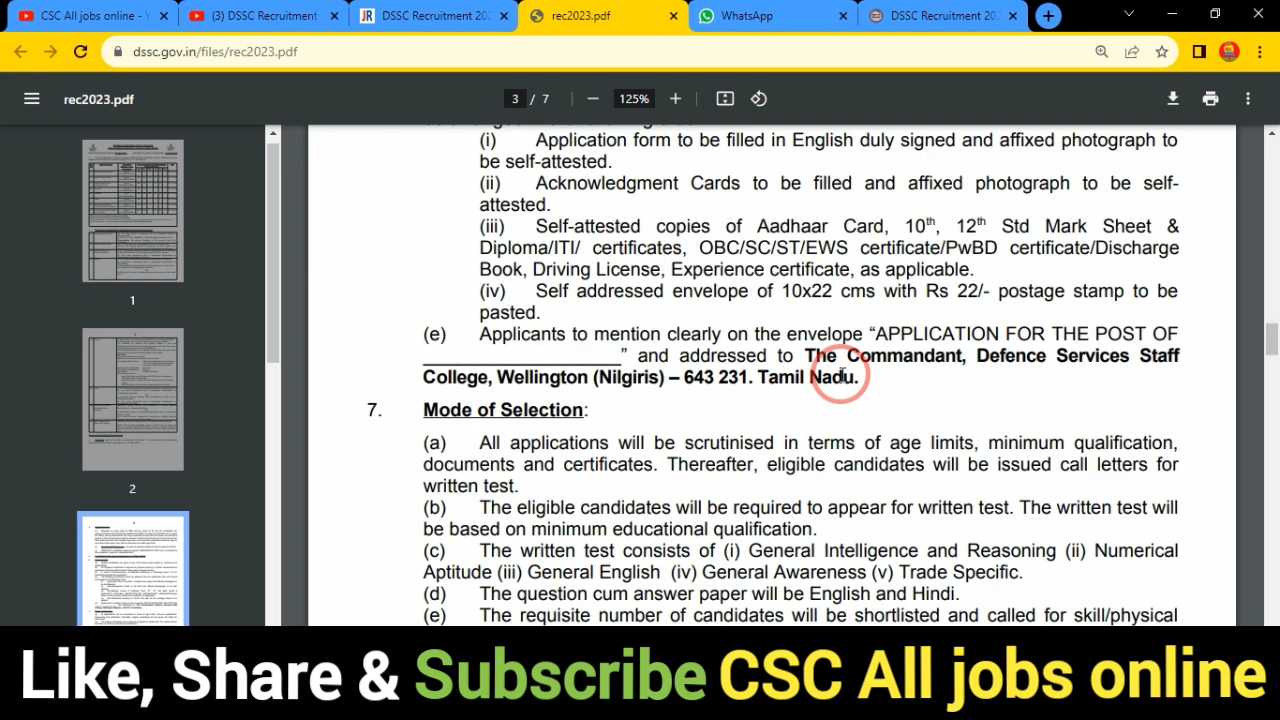 CSC All jobs online - Y
(3) DSSC Recruitment
DSSC Recruitment 202
rec2023.pdf
WhatsApp
DSSC Recruitment 202
dssc.gov.in/files/rec2023.pdf
rec2023.pdf
3 / 7
125%
(i) Application form to be filled in English duly signed and affixed photograph to
be self-attested.
(ii) Acknowledgment Cards to be filled and affixed photograph to be self-
attested.
(iii) Self-attested copies of Aadhaar Card, 10th, 12th Std Mark Sheet &
Diploma/ITI/ certificates, OBC/SC/ST/EWS certificate/PwBD certificate/Discharge
Book, Driving License, Experience certificate, as applicable.
(iv) Self addressed envelope of 10x22 cms with Rs 22/- postage stamp to be
pasted.
(e) Applicants to mention clearly on the envelope “APPLICATION FOR THE POST OF
____________________” and addressed to The Commandant, Defence Services Staff
College, Wellington (Nilgiris) – 643 231. Tamil Nadu.
7. Mode of Selection:
(a) All applications will be scrutinised in terms of age limits, minimum qualification,
documents and certificates. Thereafter, eligible candidates will be issued call letters for
written test.
(b) The eligible candidates will be required to appear for written test. The written test will
be based on minimum educational qualification.
(c) The written test consists of (i) General Intelligence and Reasoning (ii) Numerical
Aptitude (iii) General English (iv) General Awareness (v) Trade Specific.
(d) The question cum answer paper will be English and Hindi.
(e) The requisite number of candidates will be shortlisted and called for skill/physical
1
2
Like, Share & Subscribe CSC All jobs online